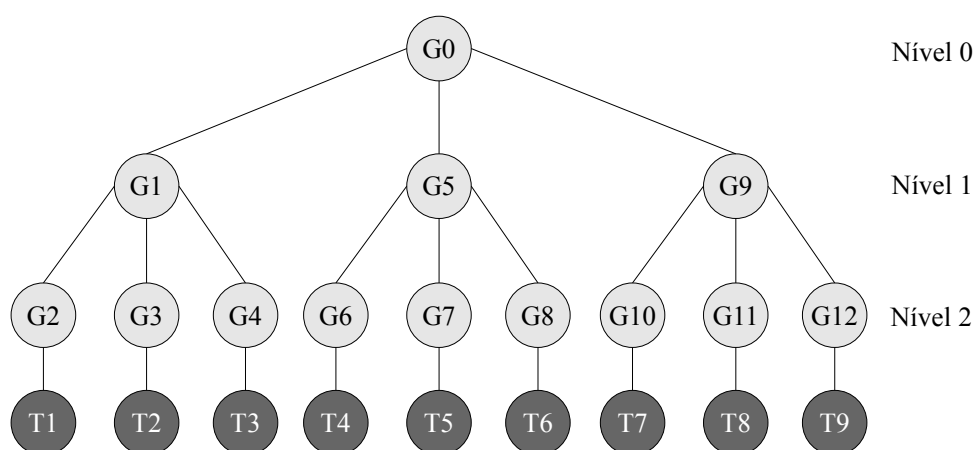 G0 Nível 0
G1 G5 G9 Nível 1
G2 G3 G4 G6 G7 G8 G10 G11 G12 Nível 2
T1 T2 T3 T4 T5 T6 T7 T8 T9